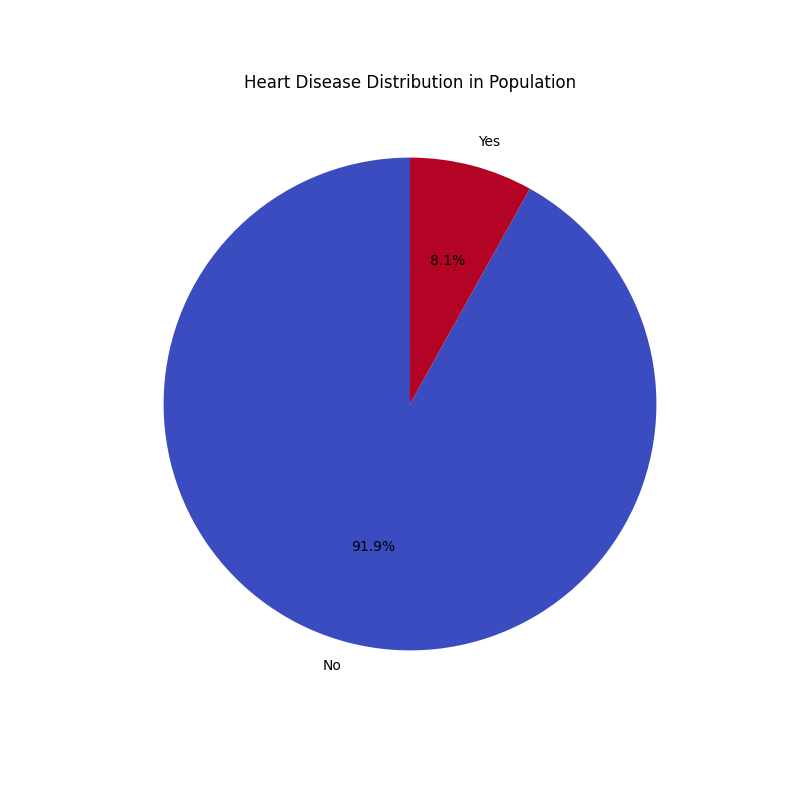 Heart Disease Distribution in Population
Yes
8.1%
91.9%
No